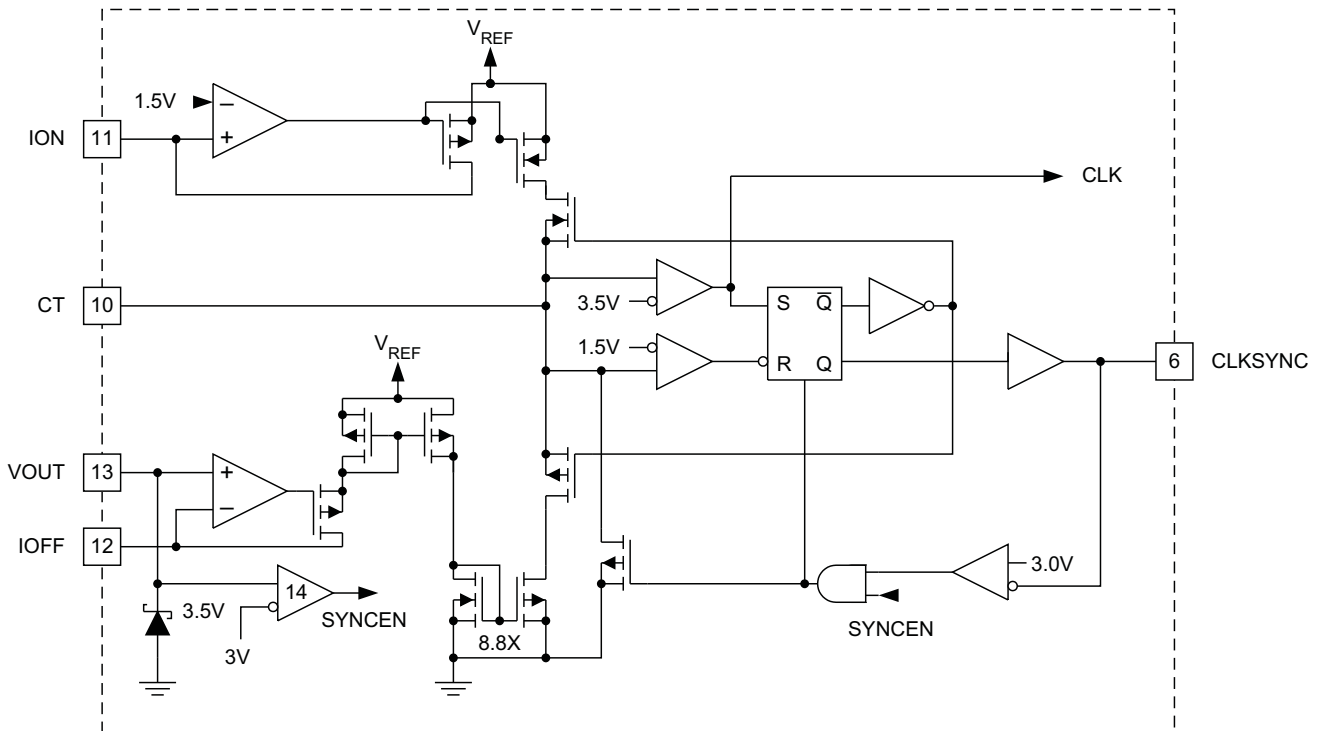 VREF
1.5V
−
+
ION
11
CLK
CT
10
3.5V
S
Q̅
1.5V
R
Q
6
CLKSYNC
VREF
VOUT
13
+
−
IOFF
12
3.0V
3.5V
14
SYNCEN
SYNCEN
8.8X
3V